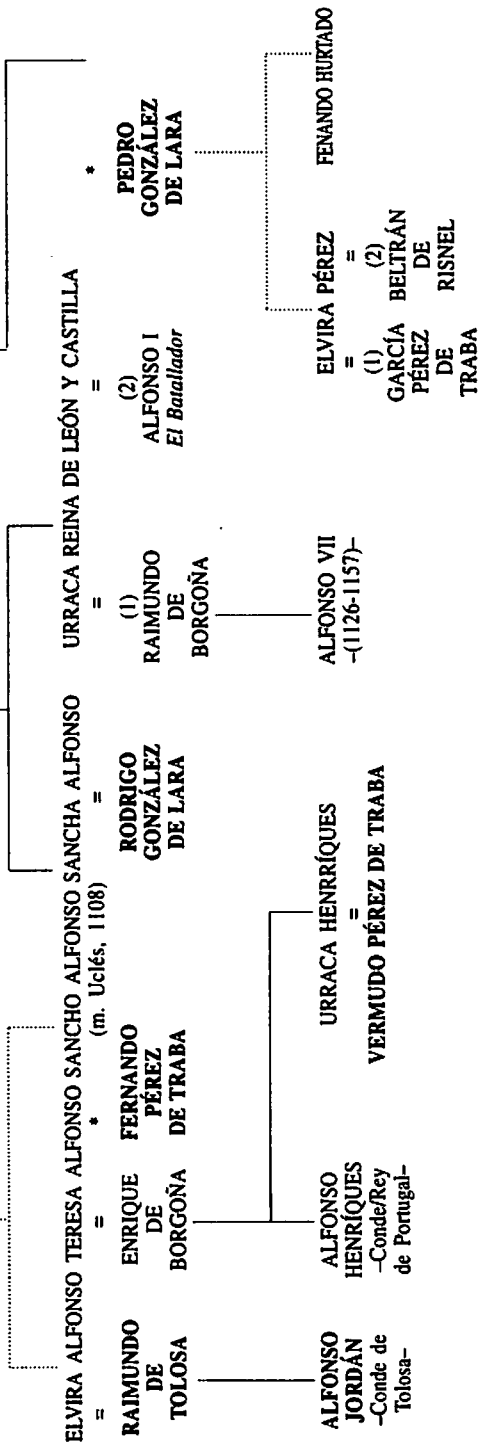 ELVIRA ALFONSO TERESA ALFONSO SANCHO ALFONSO SANCHA ALFONSO URRACA REINA DE LEÓN Y CASTILLA
(m. Uclés, 1108)
=
RAIMUNDO
DE
TOLOSA
=
ENRIQUE
DE
BORGOÑA
*
FERNANDO
PÉREZ
DE TRABA
=
RODRIGO
GONZÁLEZ
DE LARA
=
(1)
RAIMUNDO
DE
BORGOÑA
=
(2)
ALFONSO I
El Batallador
*
PEDRO
GONZÁLEZ
DE LARA
ALFONSO
JORDÁN
–Conde de
Tolosa–
ALFONSO
HENRÍQUES
–Conde/Rey
de Portugal–
URRACA HENRRÍQUES
=
VERMUDO PÉREZ DE TRABA
ALFONSO VII
–(1126-1157)–
ELVIRA PÉREZ
=
(1)
GARCÍA
PÉREZ
DE
TRABA
=
(2)
BELTRÁN
DE
RISNEL
FENANDO HURTADO